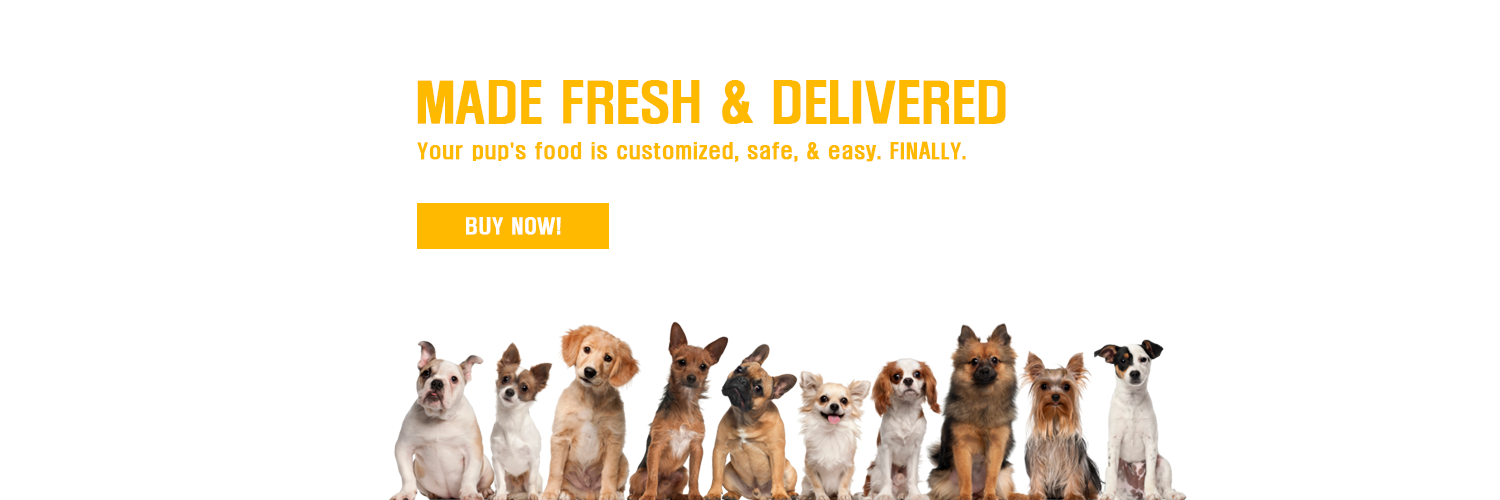 MADE FRESH & DELIVERED
Your pup's food is customized, safe, & easy. FINALLY.
BUY NOW!